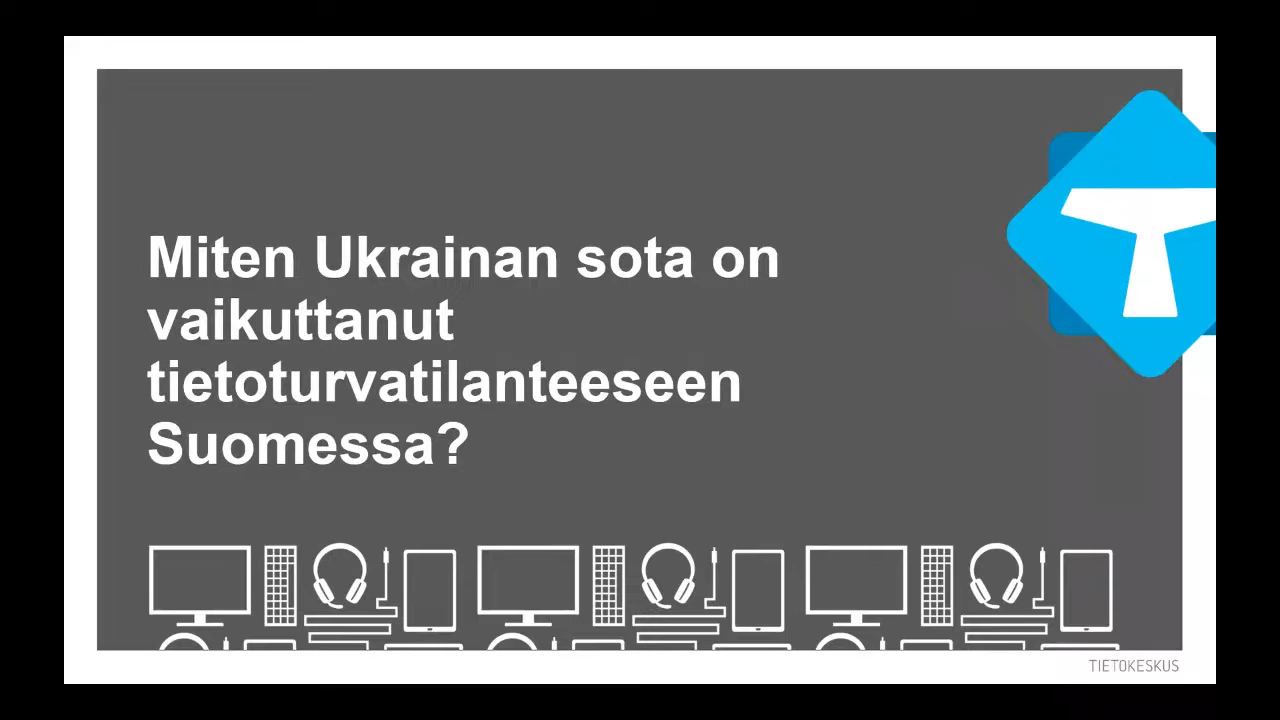 Miten Ukrainan sota on
vaikuttanut
tietoturvatilanteeseen
Suomessa?
TIETOKESKUS